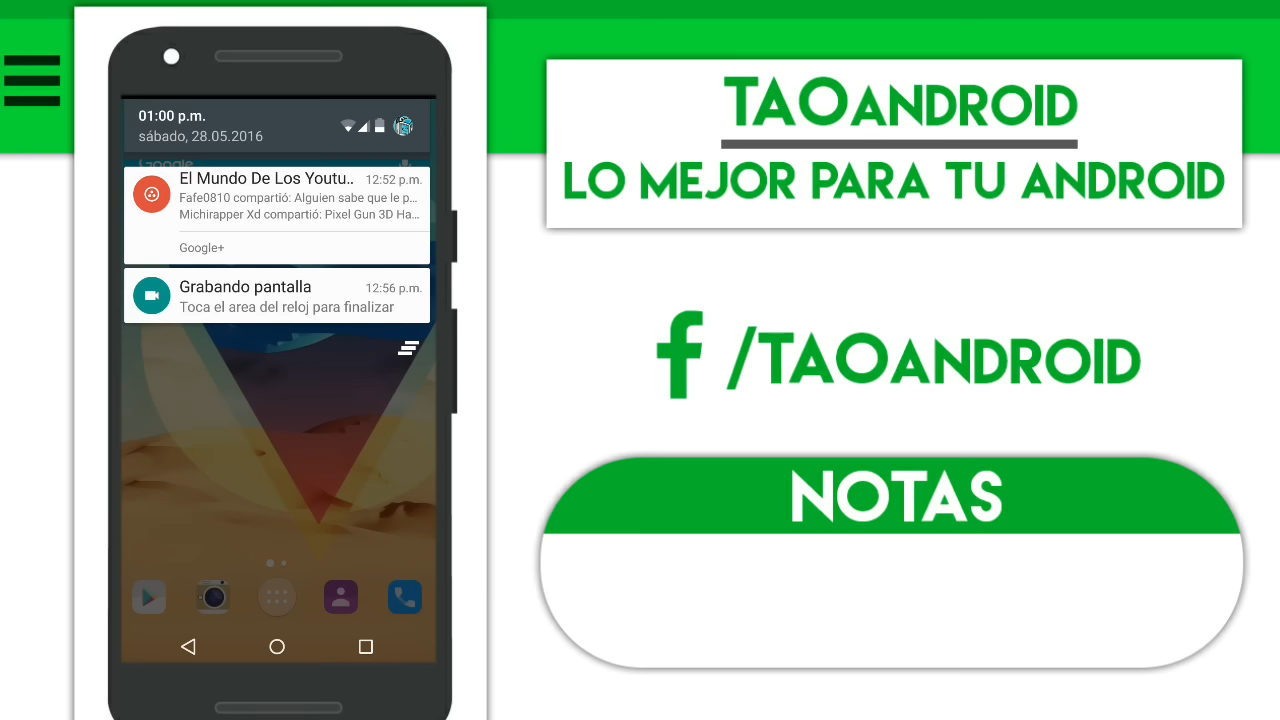 01:00 p.m.
sábado, 28.05.2016
Google
El Mundo De Los Youtu.. 12:52 p.m.
Fafe0810 compartió: Alguien sabe que le p...
Michirapper Xd compartió: Pixel Gun 3D Ha...
Google+
Grabando pantalla 12:56 p.m.
Toca el area del reloj para finalizar
TAOANDROID
LO MEJOR PARA TU ANDROID
f /TAOANDROID
NOTAS